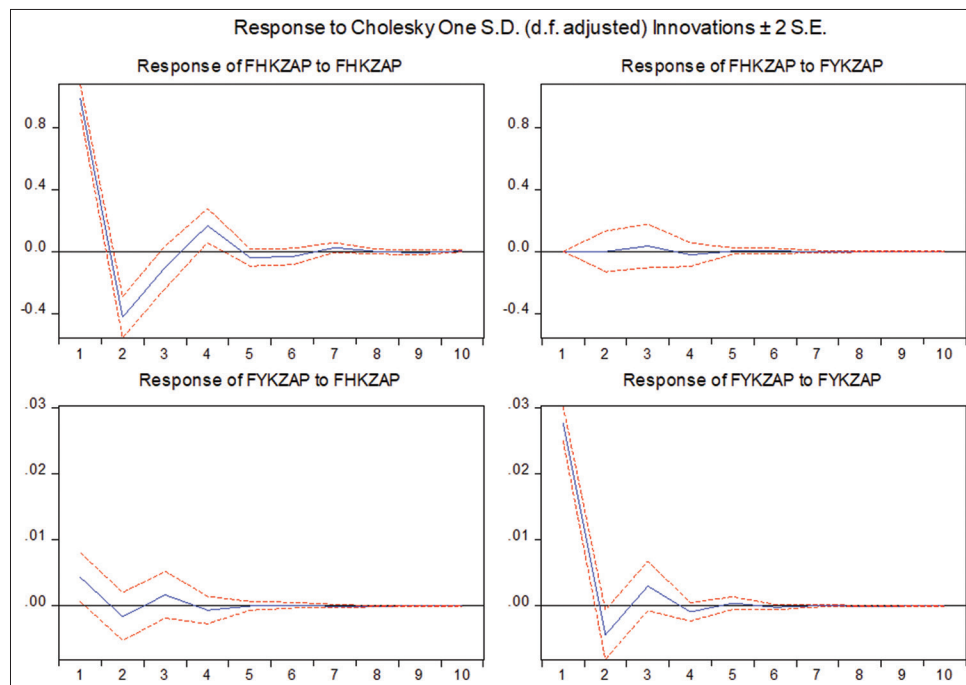 Response to Cholesky One S.D. (d.f. adjusted) Innovations ± 2 S.E.
Response of FHKZAP to FHKZAP
0.8
0.4
0.0
-0.4
1 2 3 4 5 6 7 8 9 10
Response of FHKZAP to FYKZAP
0.8
0.4
0.0
-0.4
1 2 3 4 5 6 7 8 9 10
Response of FYKZAP to FHKZAP
.03
.02
.01
.00
1 2 3 4 5 6 7 8 9 10
Response of FYKZAP to FYKZAP
.03
.02
.01
.00
1 2 3 4 5 6 7 8 9 10